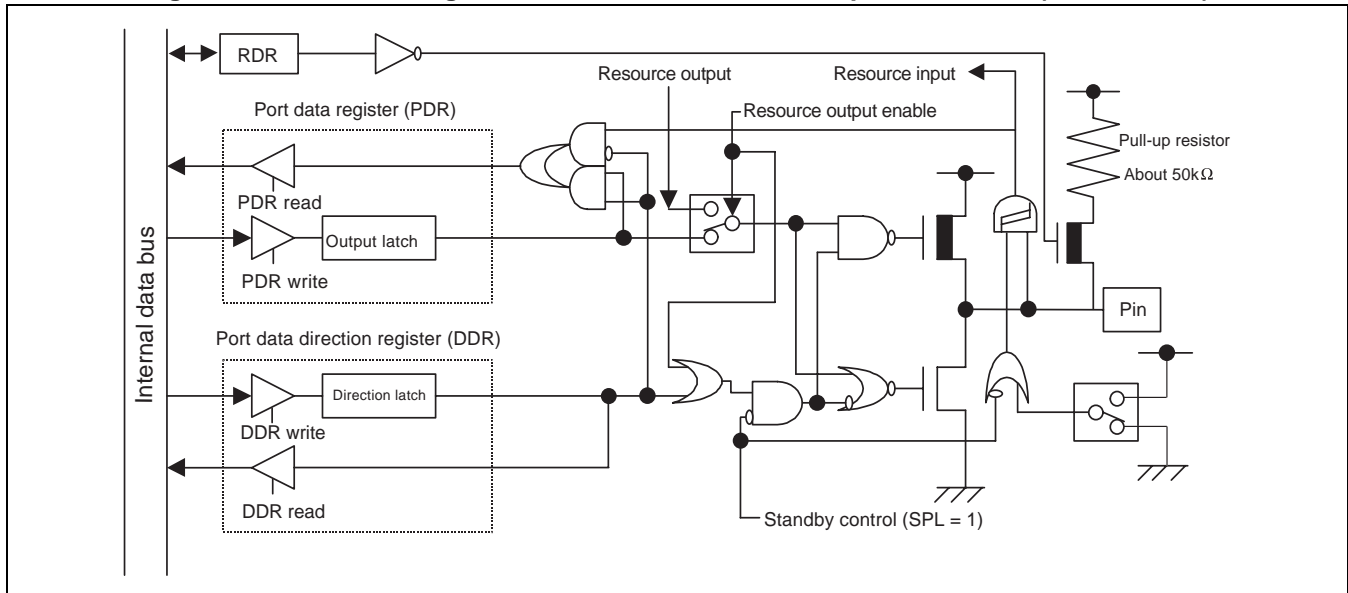 RDR
Resource output
Resource input
Port data register (PDR)
Resource output enable
Pull-up resistor
About 50kΩ
PDR read
Output latch
PDR write
Internal data bus
Pin
Port data direction register (DDR)
Direction latch
DDR write
DDR read
Standby control (SPL = 1)